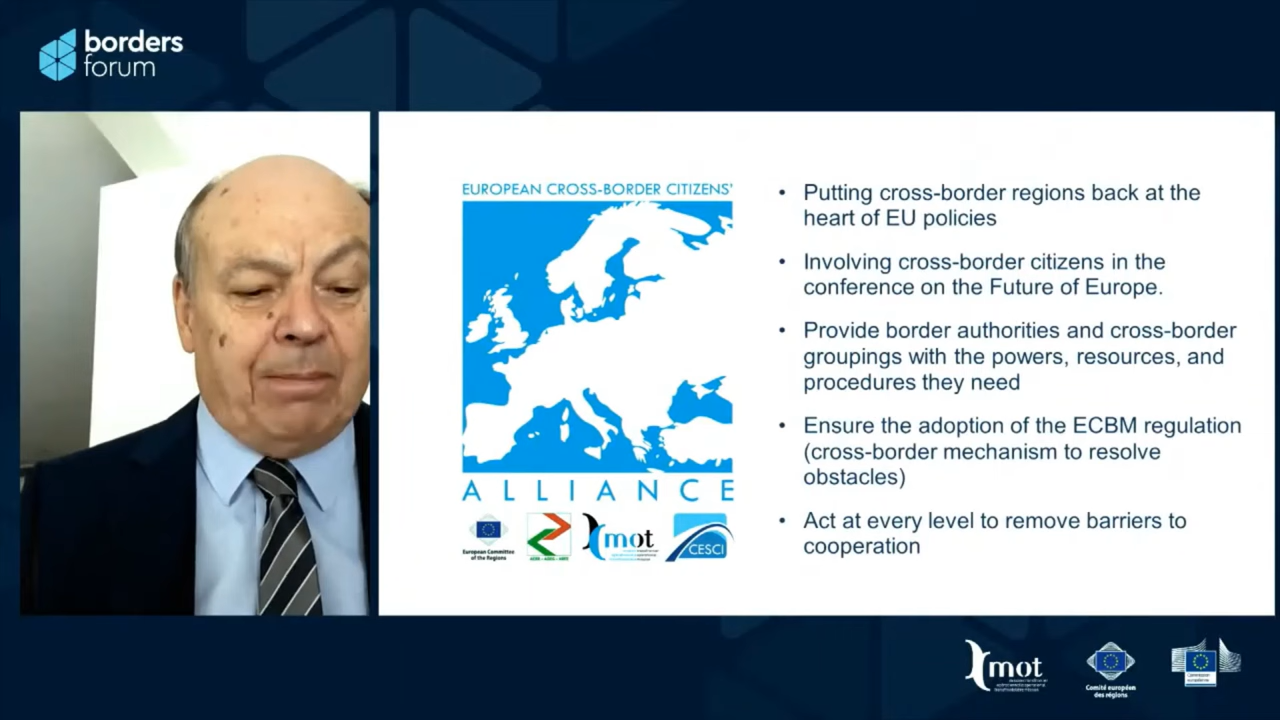 borders
forum
EUROPEAN CROSS-BORDER CITIZENS'
ALLIANCE
European Committee
of the Regions
mot
CESCI
• Putting cross-border regions back at the
heart of EU policies
• Involving cross-border citizens in the
conference on the Future of Europe.
• Provide border authorities and cross-border
groupings with the powers, resources, and
procedures they need
• Ensure the adoption of the ECBM regulation
(cross-border mechanism to resolve
obstacles)
• Act at every level to remove barriers to
cooperation
mot
Comité européen
des régions
Commission
européenne